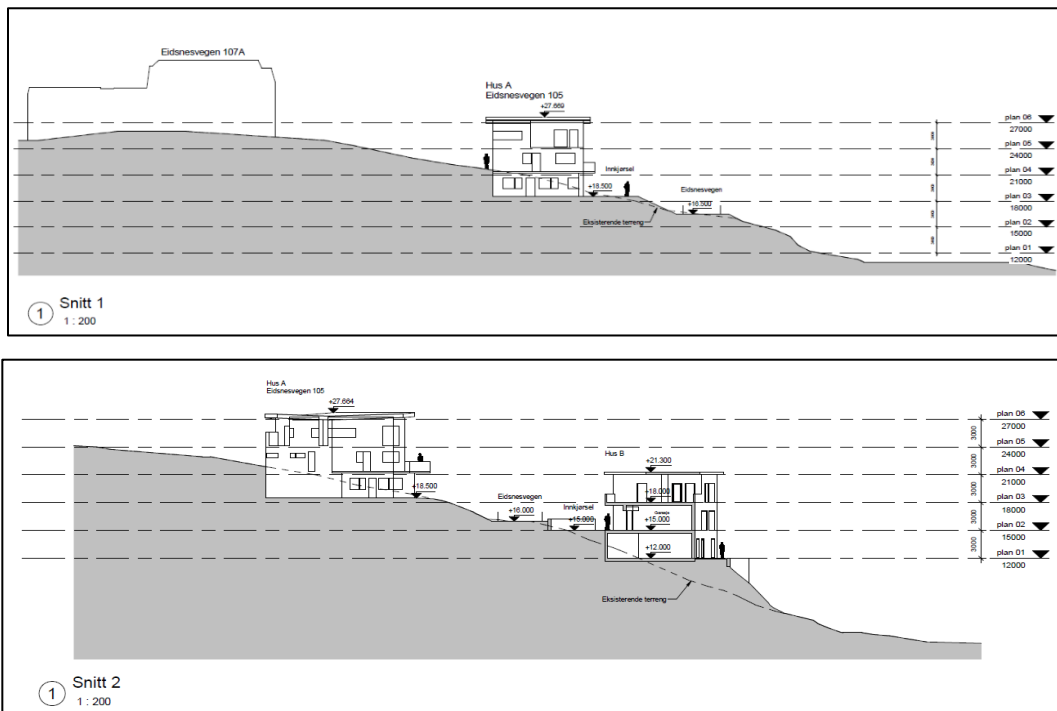 Eidsnesvegen 107A
Hus A
Eidsnesvegen 105
+27.669
plan 06
27000
plan 05
24000
plan 04
21000
Innkjørsel
+18.500
Eidsnesvegen
plan 03
18000
+16.500
Eksisterende terreng
plan 02
15000
plan 01
12000
1
Snitt 1
1 : 200
Hus A
Eidsnesvegen 105
+27.664
plan 06
27000
3000
plan 05
24000
Hus B
3000
+21.300
plan 04
21000
3000
+18.500
+18.000
plan 03
18000
Eidsnesvegen
+16.000
Innkjørsel
+15.000
Garasje
+15.000
3000
plan 02
15000
3000
+12.000
plan 01
12000
Eksisterende terreng
1
Snitt 2
1 : 200